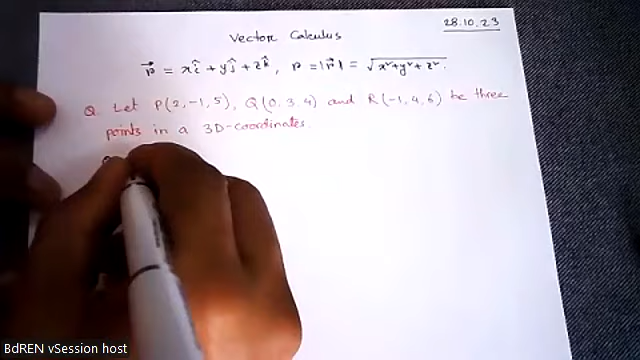 28.10.23
Vector Calculus
r⃗ = xî + yĵ + zk̂, r = |r⃗| = √x²+y²+z².
Q. Let P(2,-1,5), Q(0,3,4) and R(-1,4,6) be three
points in a 3D-coordinates.
BdREN vSession host